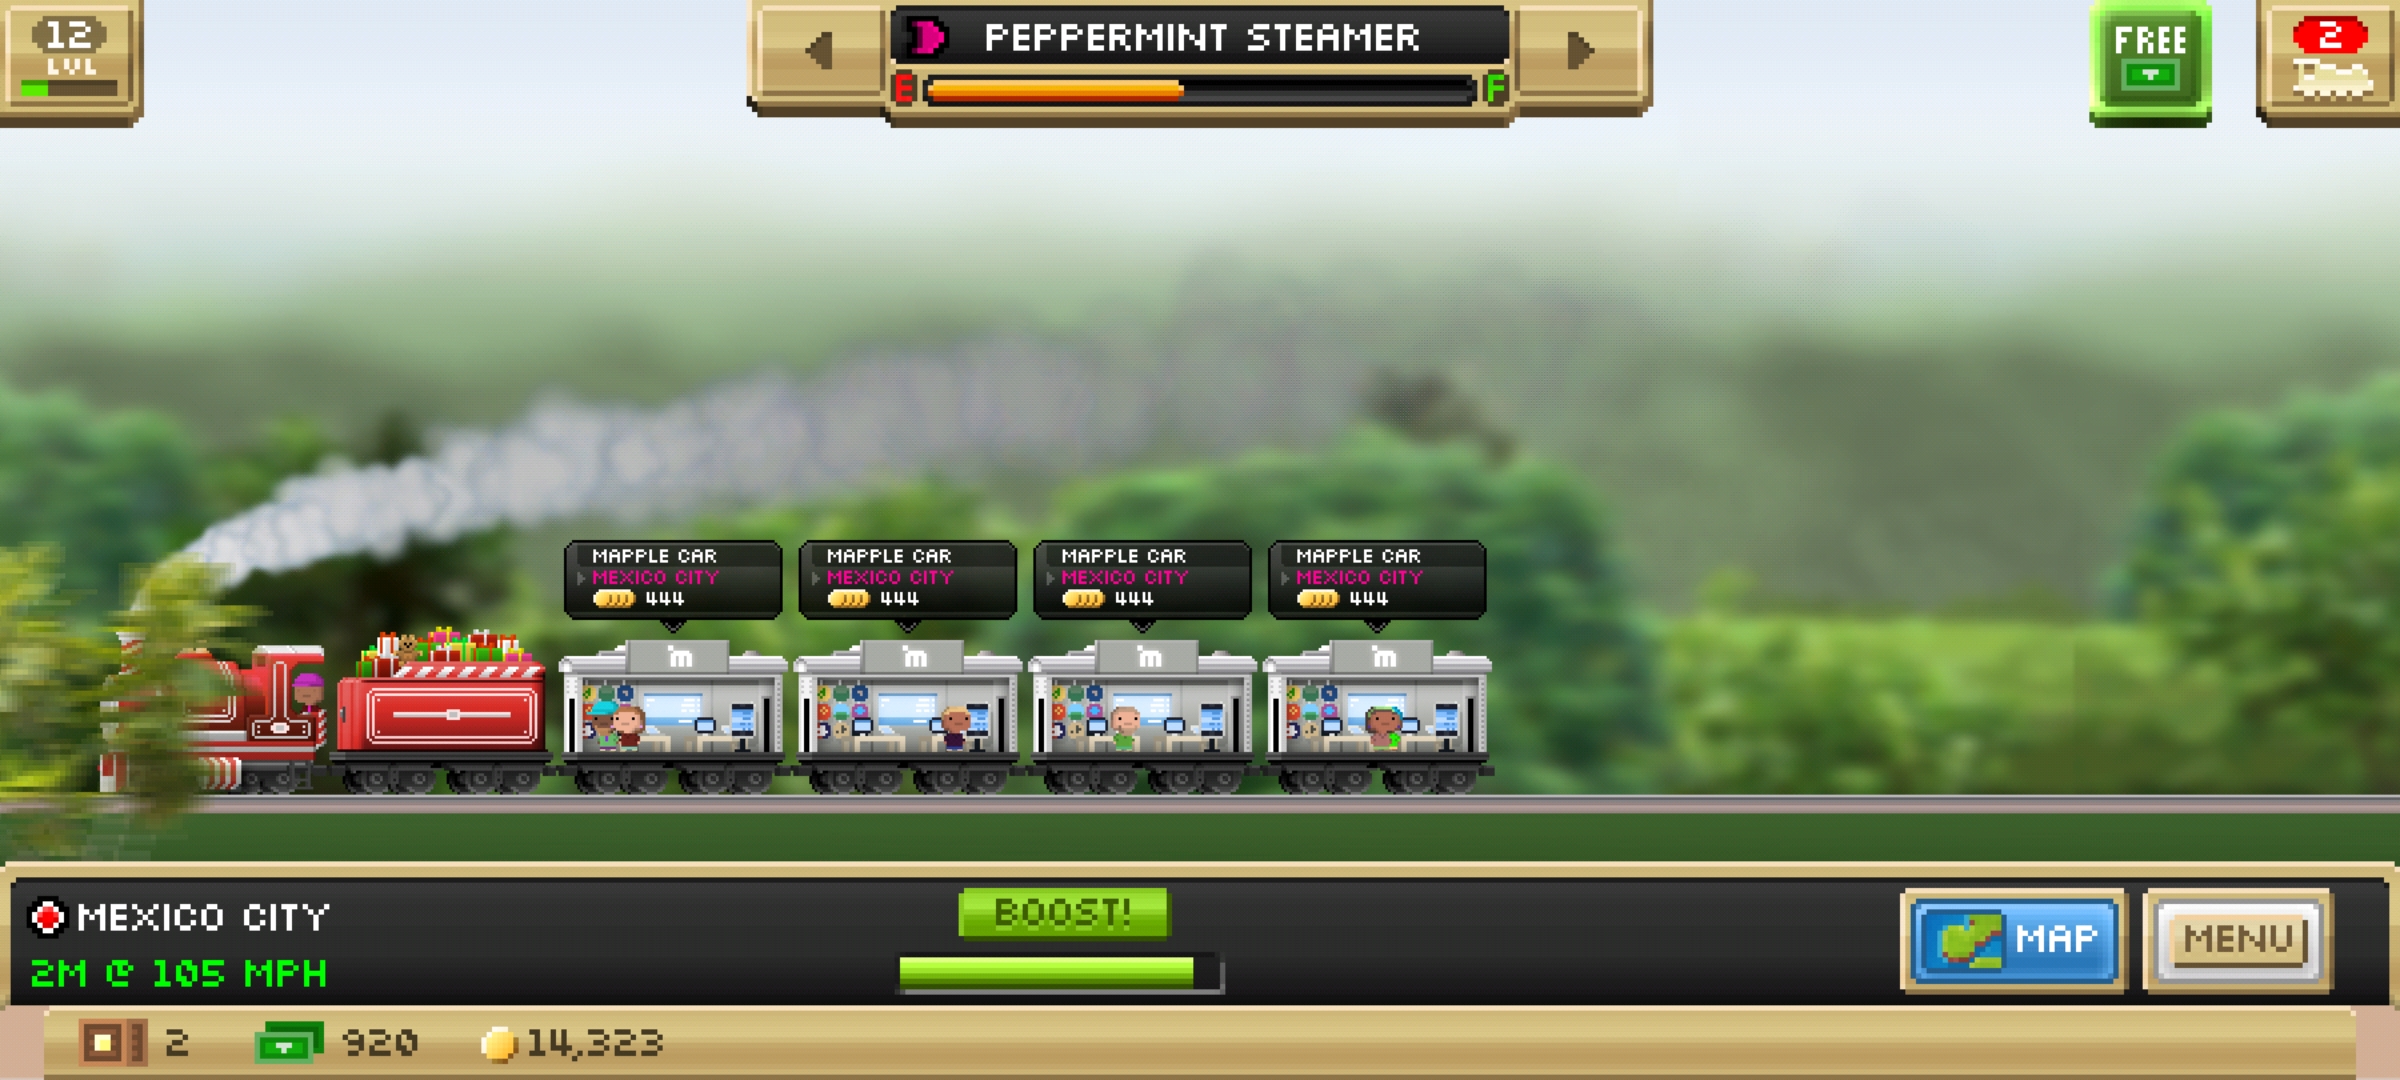 12
LVL
PEPPERMINT STEAMER
E
F
FREE
2
MAPPLE CAR
MEXICO CITY
444
MAPPLE CAR
MEXICO CITY
444
MAPPLE CAR
MEXICO CITY
444
MAPPLE CAR
MEXICO CITY
444
m
m
m
m
MEXICO CITY
2M @ 105 MPH
BOOST!
MAP
MENU
2
920
14,323